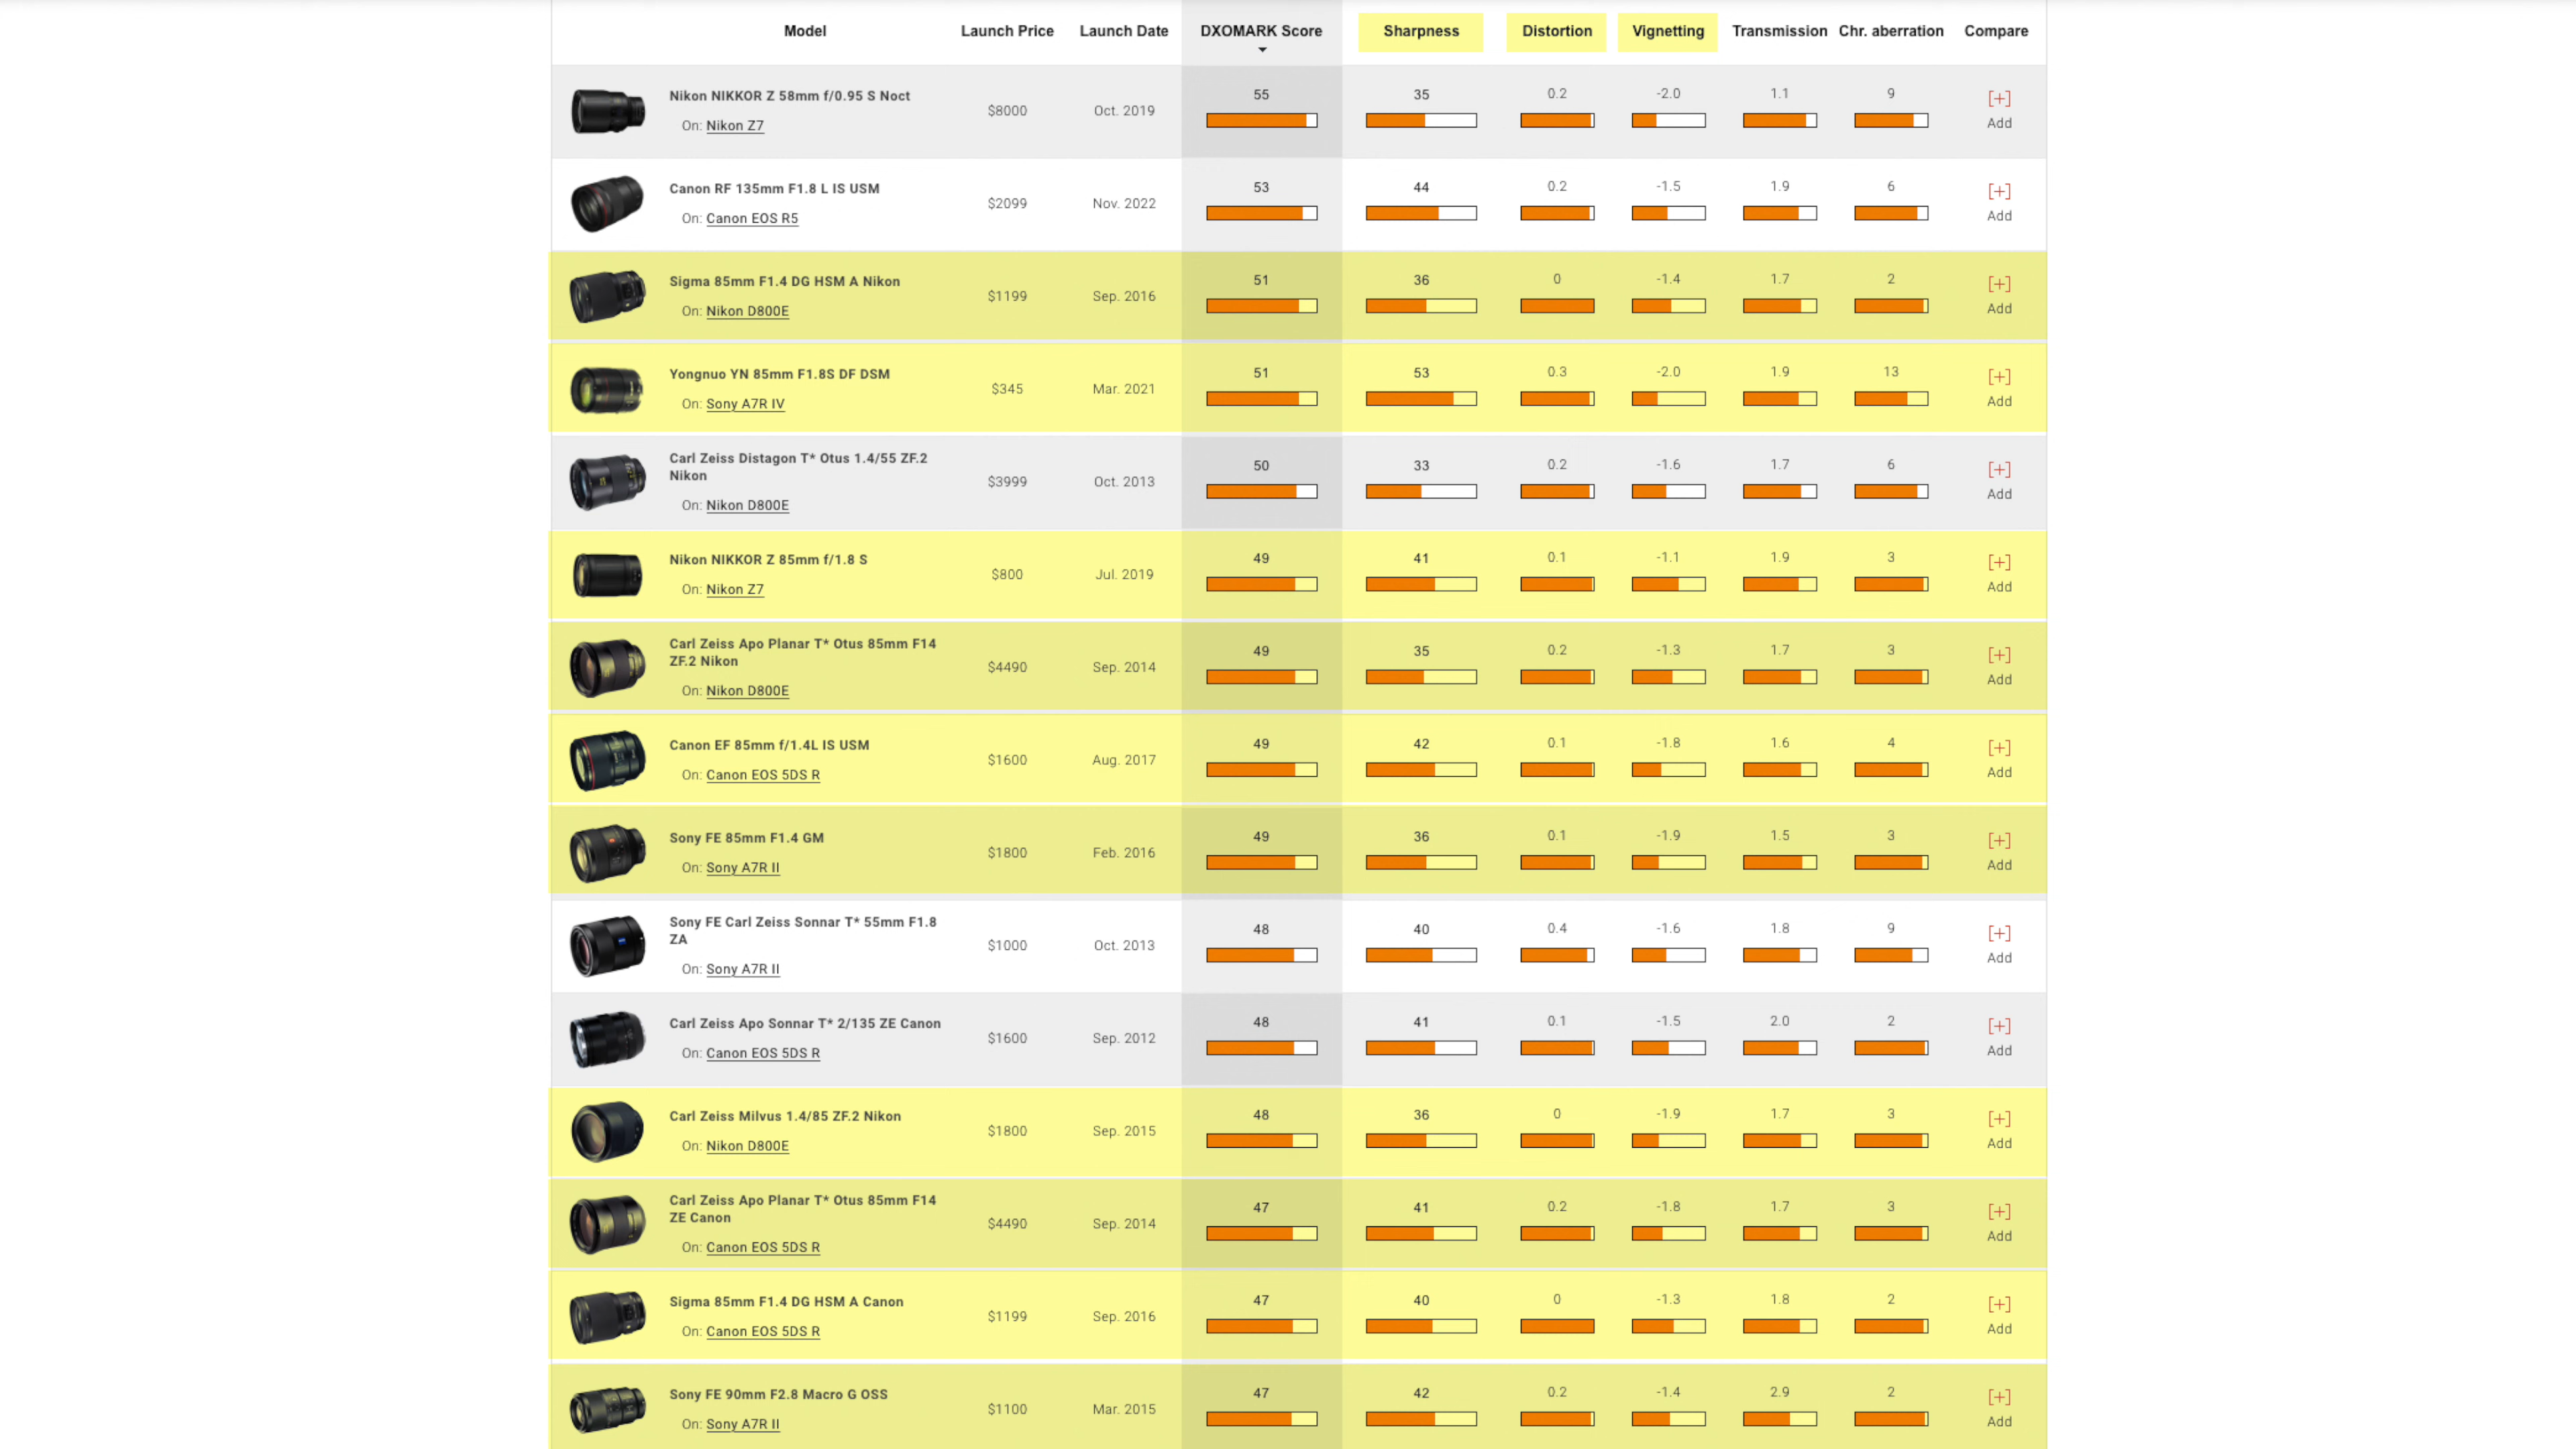 Model Launch Price Launch Date DXOMARK Score Sharpness Distortion Vignetting Transmission Chr. aberration Compare
Nikon NIKKOR Z 58mm f/0.95 S Noct
On: Nikon Z7
$8000 Oct. 2019 55 35 0.2 -2.0 1.1 9 [+]
Add
Canon RF 135mm F1.8 L IS USM
On: Canon EOS R5
$2099 Nov. 2022 53 44 0.2 -1.5 1.9 6 [+]
Add
Sigma 85mm F1.4 DG HSM A Nikon
On: Nikon D800E
$1199 Sep. 2016 51 36 0 -1.4 1.7 2 [+]
Add
Yongnuo YN 85mm F1.8S DF DSM
On: Sony A7R IV
$345 Mar. 2021 51 53 0.3 -2.0 1.9 13 [+]
Add
Carl Zeiss Distagon T* Otus 1.4/55 ZF.2
Nikon
On: Nikon D800E
$3999 Oct. 2013 50 33 0.2 -1.6 1.7 6 [+]
Add
Nikon NIKKOR Z 85mm f/1.8 S
On: Nikon Z7
$800 Jul. 2019 49 41 0.1 -1.1 1.9 3 [+]
Add
Carl Zeiss Apo Planar T* Otus 85mm F14
ZF.2 Nikon
On: Nikon D800E
$4490 Sep. 2014 49 35 0.2 -1.3 1.7 3 [+]
Add
Canon EF 85mm f/1.4L IS USM
On: Canon EOS 5DS R
$1600 Aug. 2017 49 42 0.1 -1.8 1.6 4 [+]
Add
Sony FE 85mm F1.4 GM
On: Sony A7R II
$1800 Feb. 2016 49 36 0.1 -1.9 1.5 3 [+]
Add
Sony FE Carl Zeiss Sonnar T* 55mm F1.8
ZA
On: Sony A7R II
$1000 Oct. 2013 48 40 0.4 -1.6 1.8 9 [+]
Add
Carl Zeiss Apo Sonnar T* 2/135 ZE Canon
On: Canon EOS 5DS R
$1600 Sep. 2012 48 41 0.1 -1.5 2.0 2 [+]
Add
Carl Zeiss Milvus 1.4/85 ZF.2 Nikon
On: Nikon D800E
$1800 Sep. 2015 48 36 0 -1.9 1.7 3 [+]
Add
Carl Zeiss Apo Planar T* Otus 85mm F14
ZE Canon
On: Canon EOS 5DS R
$4490 Sep. 2014 47 41 0.2 -1.8 1.7 3 [+]
Add
Sigma 85mm F1.4 DG HSM A Canon
On: Canon EOS 5DS R
$1199 Sep. 2016 47 40 0 -1.3 1.8 2 [+]
Add
Sony FE 90mm F2.8 Macro G OSS
On: Sony A7R II
$1100 Mar. 2015 47 42 0.2 -1.4 2.9 2 [+]
Add